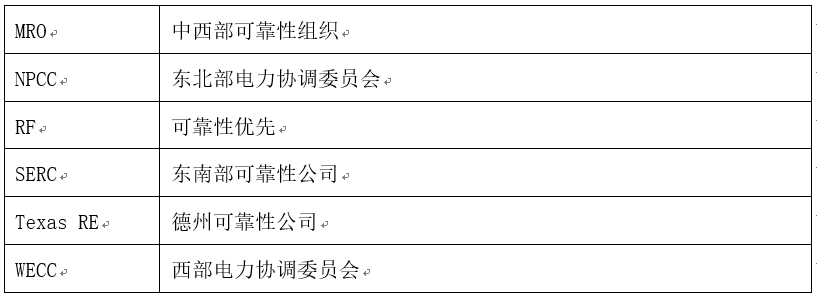 MRO 中西部可靠性组织
NPCC 东北部电力协调委员会
RF 可靠性优先
SERC 东南部可靠性公司
Texas RE 德州可靠性公司
WECC 西部电力协调委员会